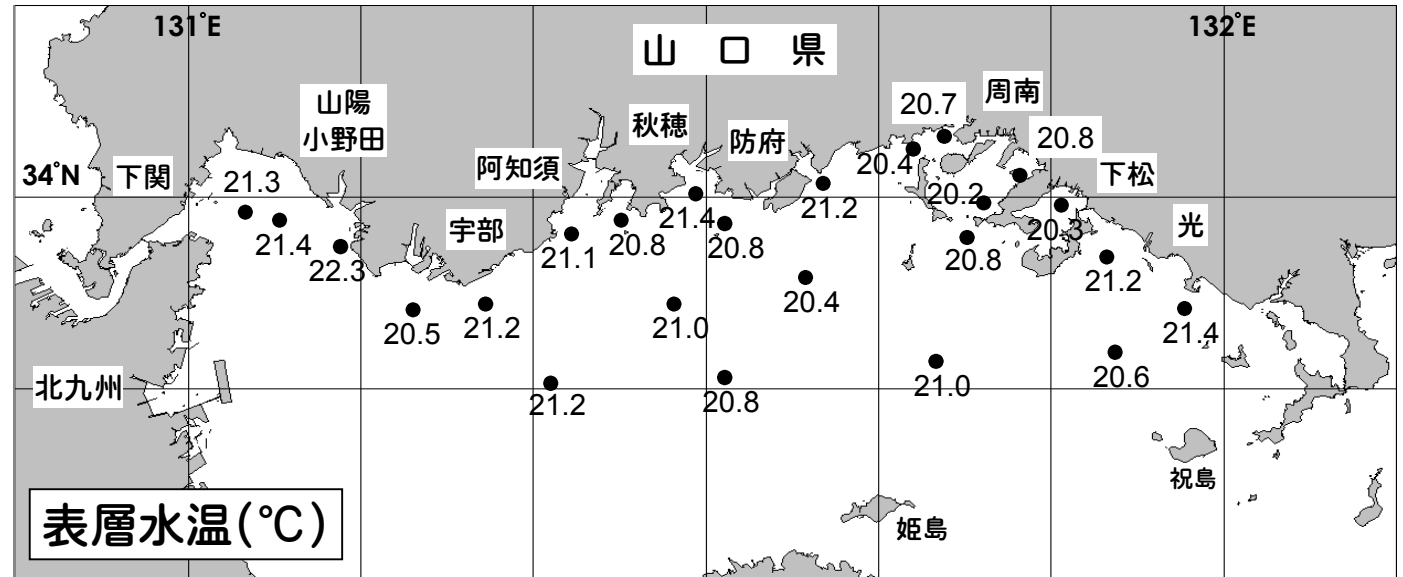 131°E
132°E
山口県
山陽
小野田
秋穂
防府
周南
20.7
20.8
20.4
34°N
下関
阿知須
下松
21.3
21.4
22.3
宇部
21.1
20.8
21.4
20.8
21.2
20.2
20.3
光
20.8
21.2
20.5
21.2
21.0
20.4
21.4
北九州
21.2
20.8
21.0
20.6
祝島
姫島
表層水温(℃)